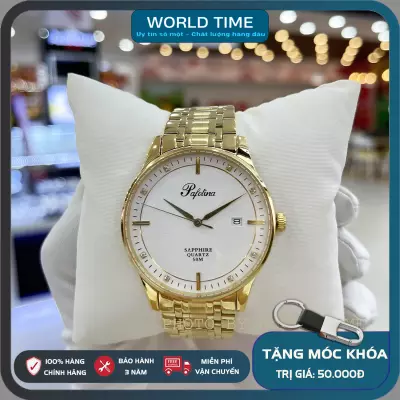 WORLD TIME
Uy tín số một - Chất lượng hàng đầu
Pafolina
SAPPHIRE
QUARTZ
50M
100% HÀNG
CHÍNH HÃNG
BẢO HÀNH
3 NĂM
MIỄN PHÍ
VẬN CHUYỂN
TẶNG MÓC KHÓA
TRỊ GIÁ: 50.000Đ